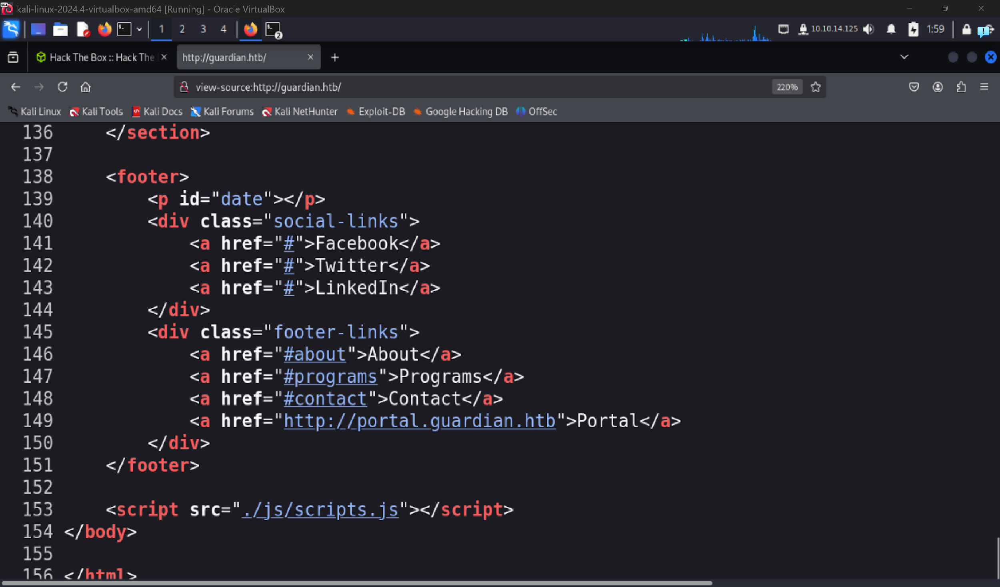 kali-linux-2024.4-virtualbox-amd64 [Running] - Oracle VirtualBox
1 2 3 4 2 10.10.14.125 1:59
Hack The Box :: Hack The http://guardian.htb/
view-source:http://guardian.htb/ 220%
Kali Linux Kali Tools Kali Docs Kali Forums Kali NetHunter Exploit-DB Google Hacking DB OffSec
136     </section>
137
138     <footer>
139         <p id="date"></p>
140         <div class="social-links">
141             <a href="#">Facebook</a>
142             <a href="#">Twitter</a>
143             <a href="#">LinkedIn</a>
144         </div>
145         <div class="footer-links">
146             <a href="#about">About</a>
147             <a href="#programs">Programs</a>
148             <a href="#contact">Contact</a>
149             <a href="http://portal.guardian.htb">Portal</a>
150         </div>
151     </footer>
152
153     <script src="./js/scripts.js"></script>
154 </body>
155
156 </html>